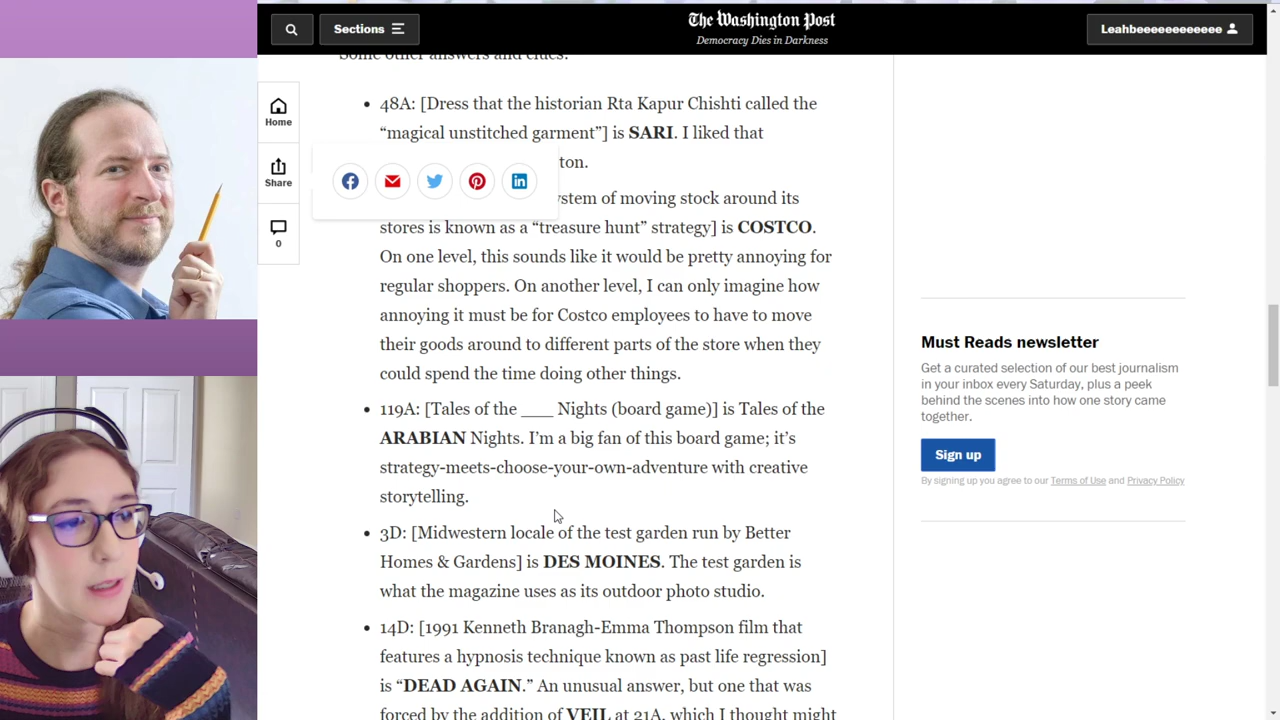 Sections
The Washington Post
Democracy Dies in Darkness
Leahbeeeeeeeeeeee
Some other answers and clues:
Home
Share
0
• 48A: [Dress that the historian Rta Kapur Chishti called the
“magical unstitched garment”] is SARI. I liked that
ton.
stem of moving stock around its
stores is known as a “treasure hunt” strategy] is COSTCO.
On one level, this sounds like it would be pretty annoying for
regular shoppers. On another level, I can only imagine how
annoying it must be for Costco employees to have to move
their goods around to different parts of the store when they
could spend the time doing other things.
• 119A: [Tales of the ___ Nights (board game)] is Tales of the
ARABIAN Nights. I’m a big fan of this board game; it’s
strategy-meets-choose-your-own-adventure with creative
storytelling.
• 3D: [Midwestern locale of the test garden run by Better
Homes & Gardens] is DES MOINES. The test garden is
what the magazine uses as its outdoor photo studio.
• 14D: [1991 Kenneth Branagh-Emma Thompson film that
features a hypnosis technique known as past life regression]
is “DEAD AGAIN.” An unusual answer, but one that was
forced by the addition of VEIL at 21A, which I thought might
Must Reads newsletter
Get a curated selection of our best journalism
in your inbox every Saturday, plus a peek
behind the scenes into how one story came
together.
Sign up
By signing up you agree to our Terms of Use and Privacy Policy